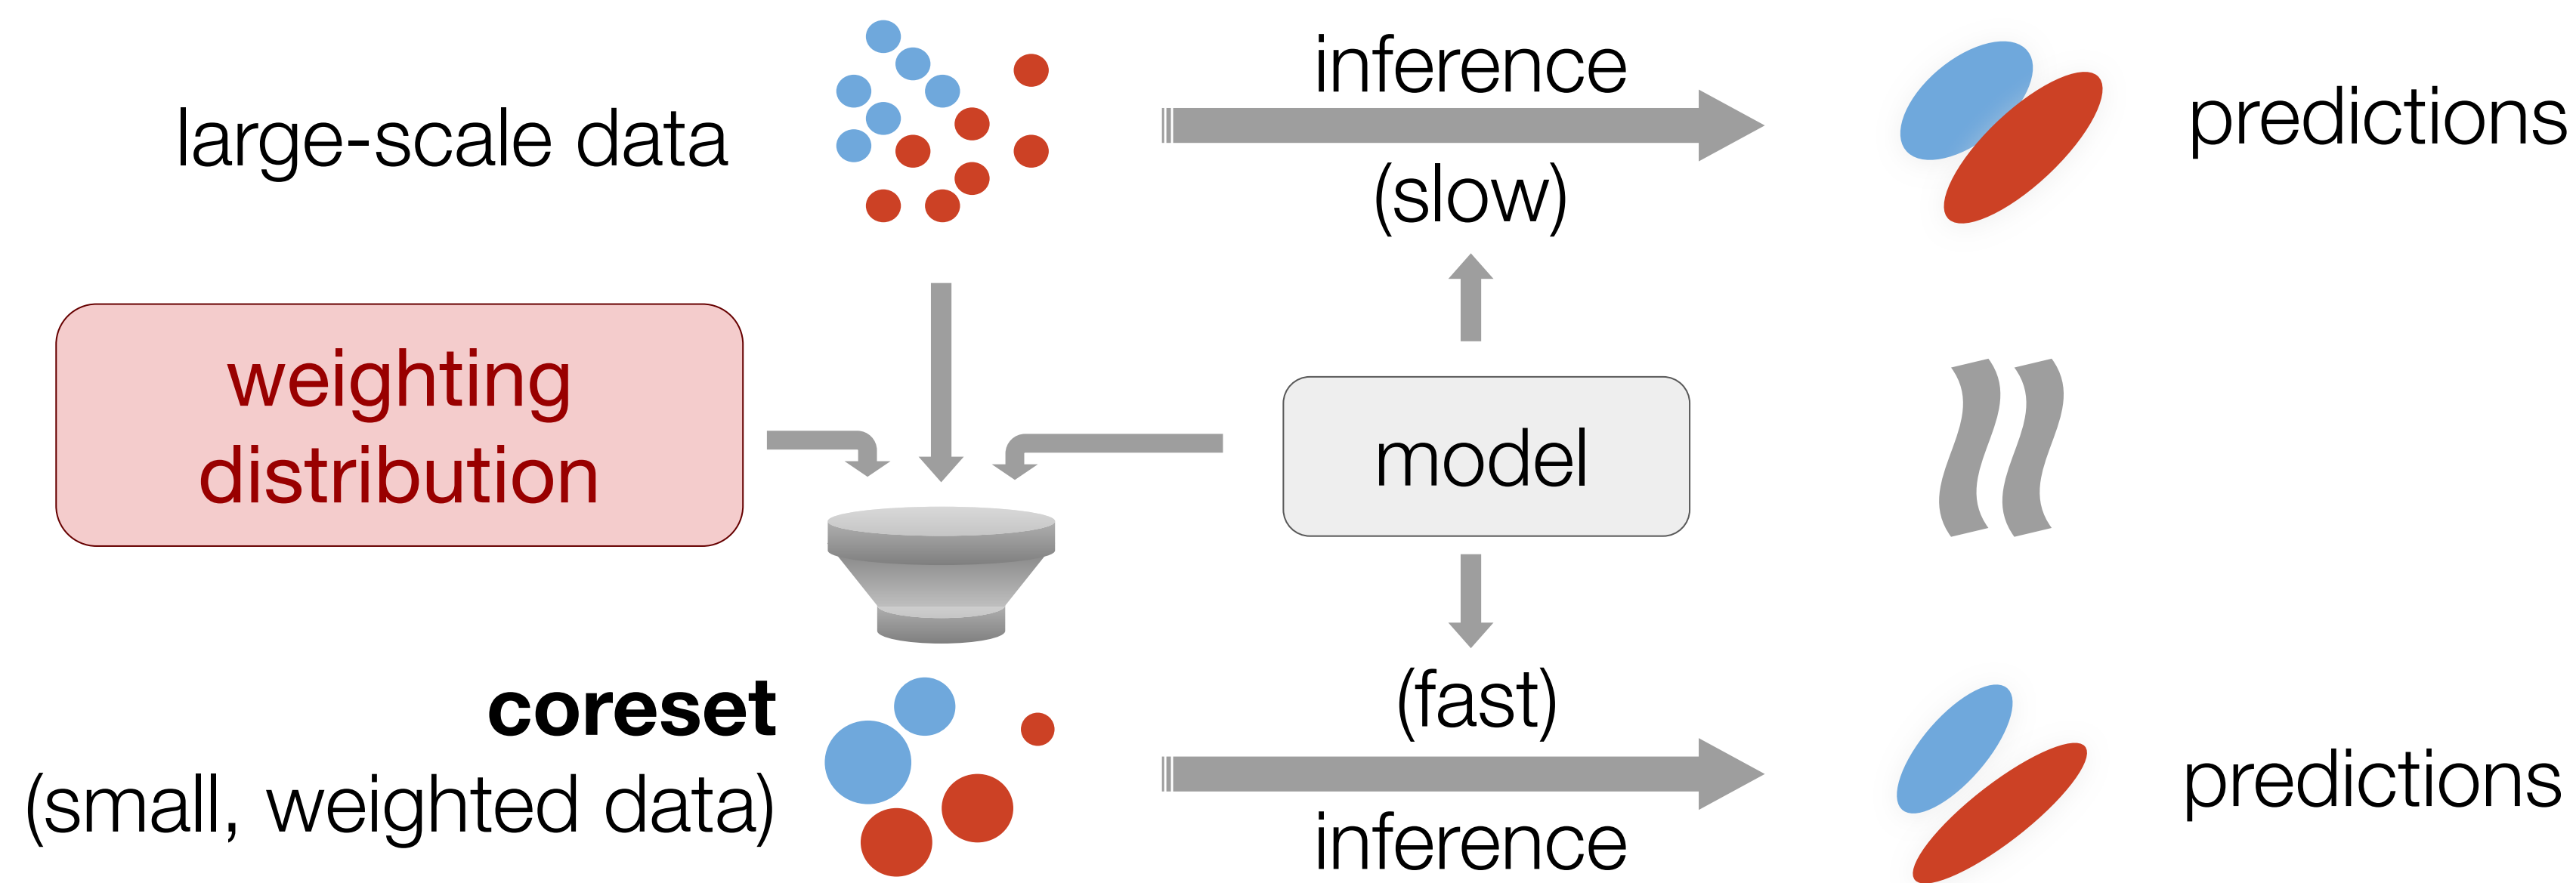 large-scale data
inference
(slow)
predictions
weighting
distribution
model
coreset
(small, weighted data)
(fast)
inference
predictions